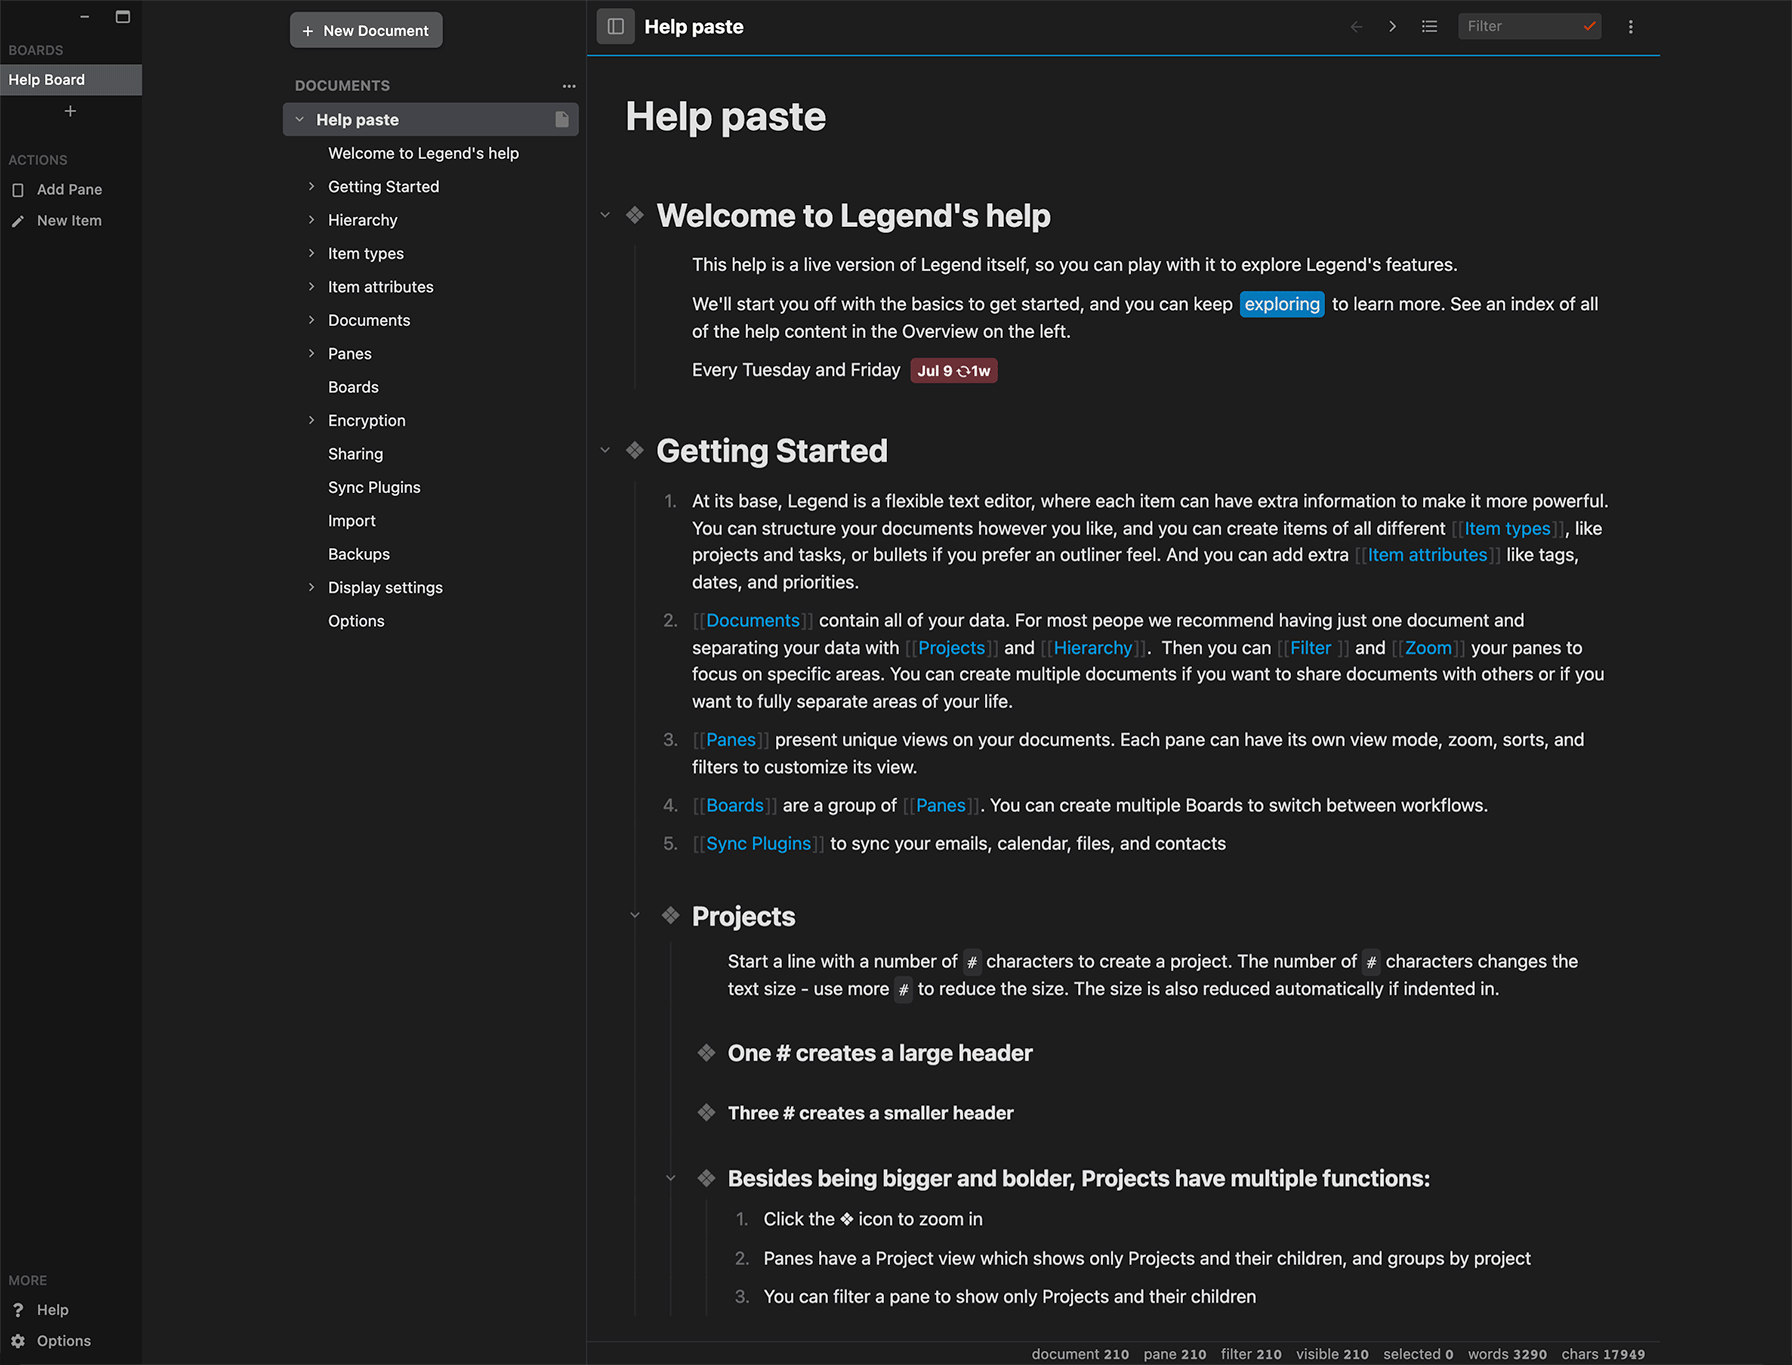 BOARDS
Help Board
+
ACTIONS
Add Pane
New Item
MORE
? Help
Options
+ New Document
DOCUMENTS
Help paste
Welcome to Legend's help
Getting Started
Hierarchy
Item types
Item attributes
Documents
Panes
Boards
Encryption
Sharing
Sync Plugins
Import
Backups
Display settings
Options
Help paste
Filter
Help paste
Welcome to Legend's help
This help is a live version of Legend itself, so you can play with it to explore Legend's features.
We'll start you off with the basics to get started, and you can keep exploring to learn more. See an index of all
of the help content in the Overview on the left.
Every Tuesday and Friday Jul 9 1w
Getting Started
1. At its base, Legend is a flexible text editor, where each item can have extra information to make it more powerful.
You can structure your documents however you like, and you can create items of all different [[Item types]], like
projects and tasks, or bullets if you prefer an outliner feel. And you can add extra [[Item attributes]] like tags,
dates, and priorities.
2. [[Documents]] contain all of your data. For most peope we recommend having just one document and
separating your data with [[Projects]] and [[Hierarchy]]. Then you can [[Filter ]] and [[Zoom]] your panes to
focus on specific areas. You can create multiple documents if you want to share documents with others or if you
want to fully separate areas of your life.
3. [[Panes]] present unique views on your documents. Each pane can have its own view mode, zoom, sorts, and
filters to customize its view.
4. [[Boards]] are a group of [[Panes]]. You can create multiple Boards to switch between workflows.
5. [[Sync Plugins]] to sync your emails, calendar, files, and contacts
Projects
Start a line with a number of # characters to create a project. The number of # characters changes the
text size - use more # to reduce the size. The size is also reduced automatically if indented in.
One # creates a large header
Three # creates a smaller header
Besides being bigger and bolder, Projects have multiple functions:
1. Click the ❖ icon to zoom in
2. Panes have a Project view which shows only Projects and their children, and groups by project
3. You can filter a pane to show only Projects and their children
document 210 pane 210 filter 210 visible 210 selected 0 words 3290 chars 17949